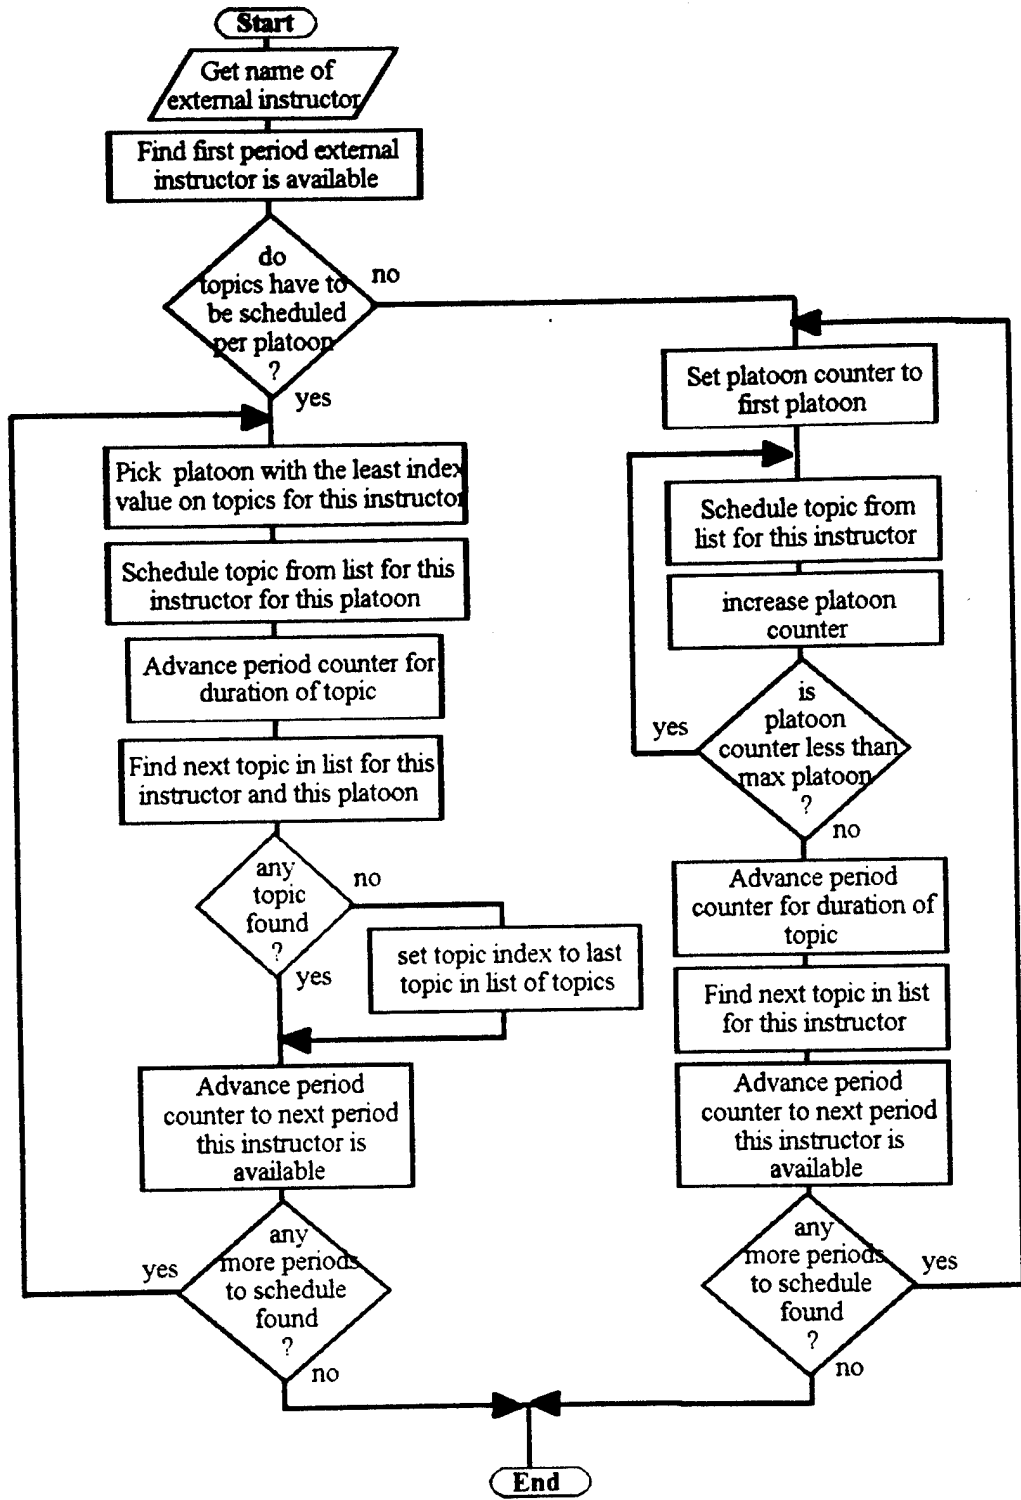 Start
Get name of
external instructor
Find first period external
instructor is available
do
topics have to
be scheduled
per platoon
?
no
yes
Pick platoon with the least index
value on topics for this instructor
Schedule topic from list for this
instructor for this platoon
Advance period counter for
duration of topic
Find next topic in list for this
instructor and this platoon
any
topic
found
?
no
yes
set topic index to last
topic in list of topics
Advance period
counter to next period
this instructor is
available
any
more periods
to schedule
found
?
yes
no
Set platoon counter to
first platoon
Schedule topic from
list for this instructor
increase platoon
counter
is
platoon
counter less than
max platoon
?
yes
no
Advance period
counter for duration of
topic
Find next topic in list
for this instructor
Advance period
counter to next period
this instructor is
available
any
more periods
to schedule
found
?
yes
no
End